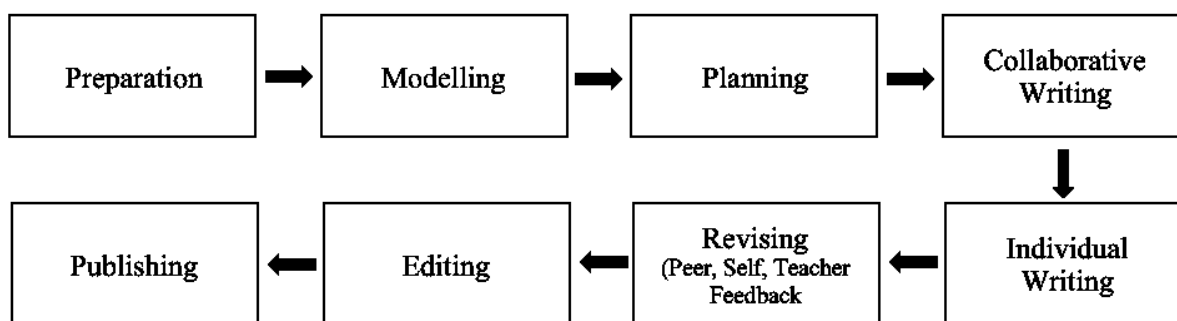 Preparation
Modelling
Planning
Collaborative
Writing
Individual
Writing
Revising
(Peer, Self, Teacher
Feedback
Editing
Publishing